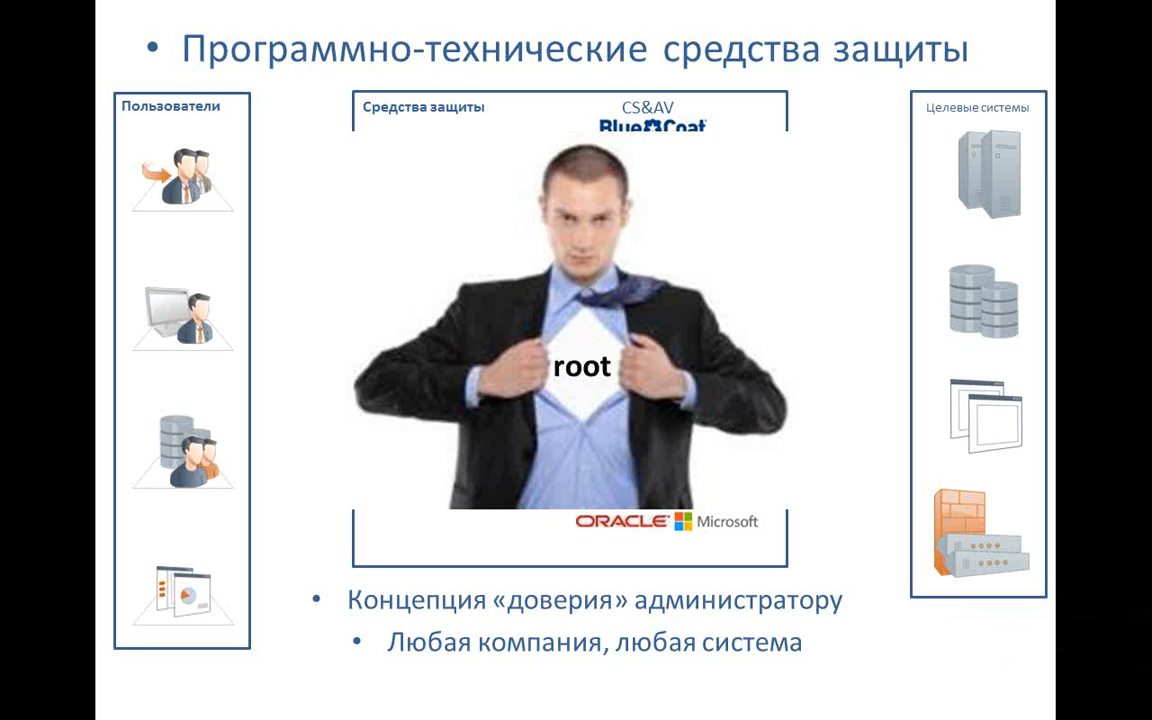 • Программно-технические средства защиты
Пользователи
Средства защиты
CS&AV
Blue Coat
Целевые системы
root
ORACLE Microsoft
• Концепция «доверия» администратору
• Любая компания, любая система